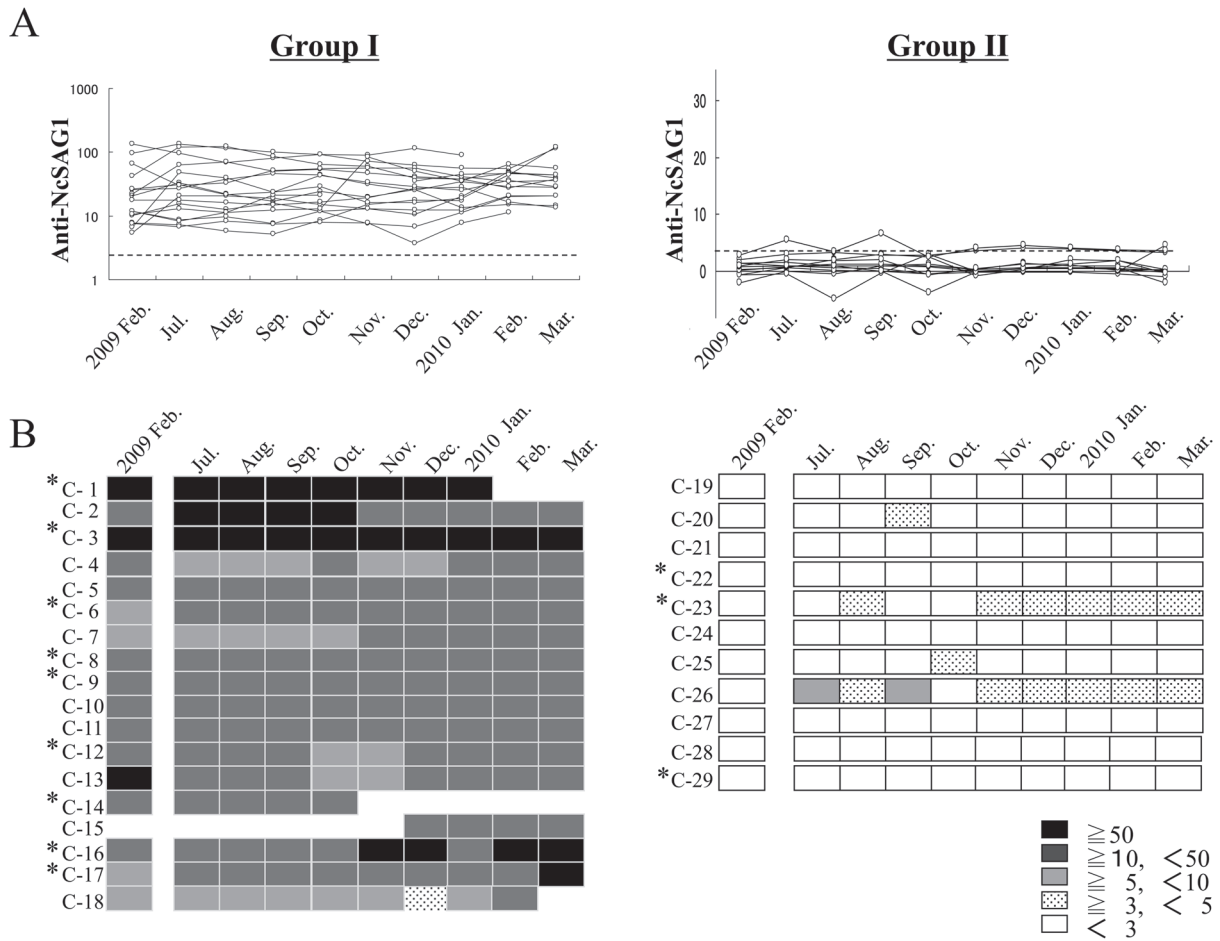 A
Group I
Group II
Anti-NcSAG1
1000
100
10
1
2009 Feb.
Jul.
Aug.
Sep.
Oct.
Nov.
Dec.
2010 Jan.
Feb.
Mar.
Anti-NcSAG1
30
20
10
0
2009 Feb.
Jul.
Aug.
Sep.
Oct.
Nov.
Dec.
2010 Jan.
Feb.
Mar.
B
2009 Feb.
Jul.
Aug.
Sep.
Oct.
Nov.
Dec.
2010 Jan.
Feb.
Mar.
* C- 1
C- 2
* C- 3
C- 4
C- 5
* C- 6
C- 7
* C- 8
* C- 9
C-10
C-11
* C-12
C-13
* C-14
C-15
* C-16
* C-17
C-18
2009 Feb.
Jul.
Aug.
Sep.
Oct.
Nov.
Dec.
2010 Jan.
Feb.
Mar.
C-19
C-20
C-21
* C-22
* C-23
C-24
C-25
C-26
C-27
C-28
* C-29
≧50
≧10, <50
≧ 5, <10
≧ 3, < 5
< 3